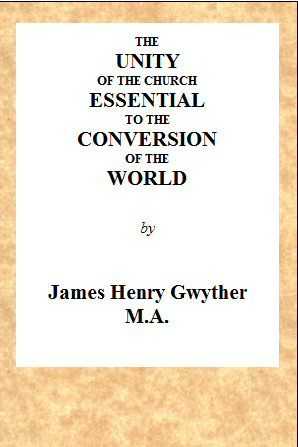 THE
UNITY
OF THE CHURCH
ESSENTIAL
TO THE
CONVERSION
OF THE
WORLD
by
James Henry Gwyther
M.A.